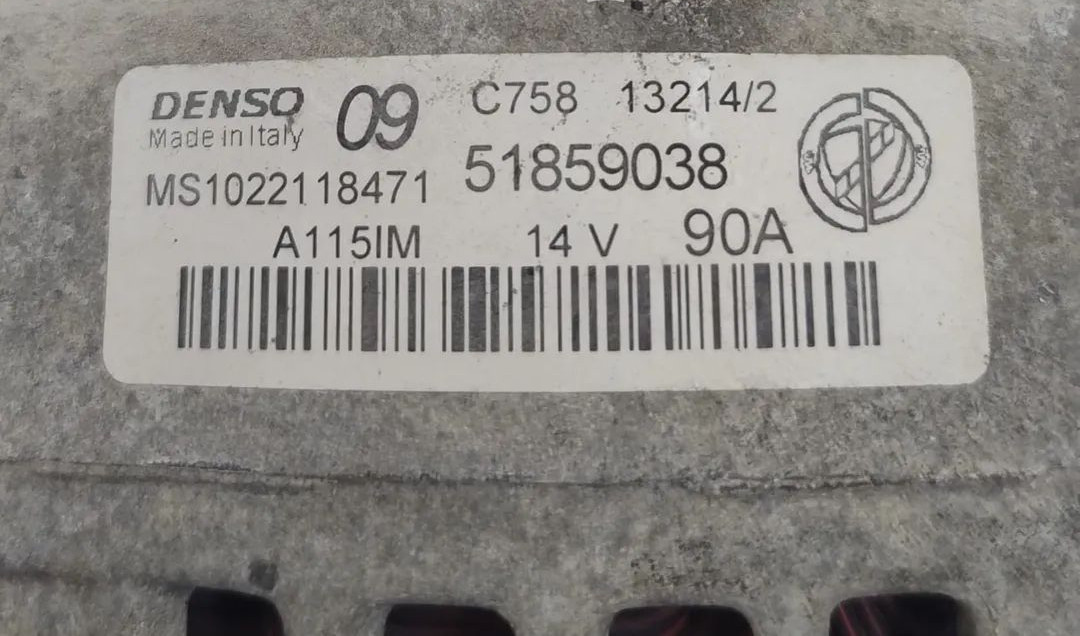 DENSO 09 C758 13214/2
Made in Italy
MS1022118471 51859038
A115IM 14 V 90A